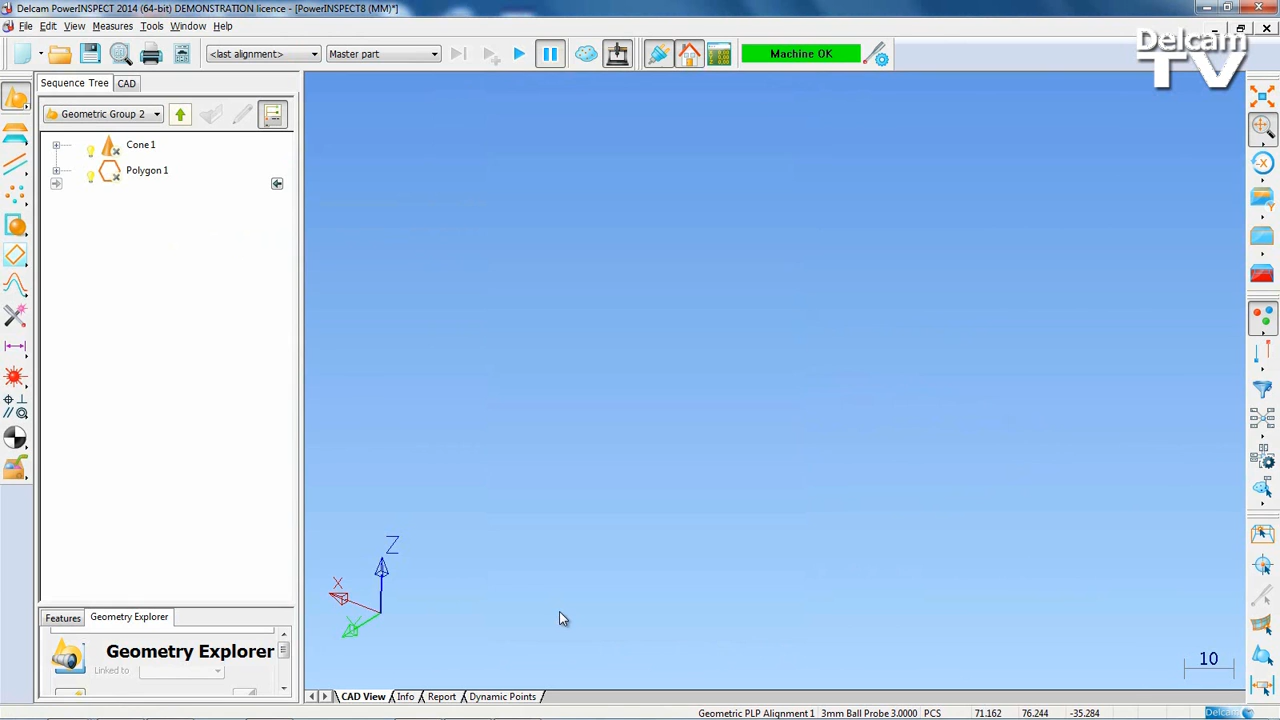 Delcam PowerINSPECT 2014 (64-bit) DEMONSTRATION licence - [PowerINSPECT8 (MM)*]
File Edit View Measures Tools Window Help
Delcam
TV
<last alignment> Master part Machine OK
Sequence Tree CAD
Geometric Group 2
Cone 1
Polygon 1
Z
X
Y
Features Geometry Explorer
Geometry Explorer
Linked to
10
CAD View Info Report Dynamic Points
Geometric PLP Alignment 1 3mm Ball Probe 3.0000 PCS 71.162 76.244 -35.284 Delcam